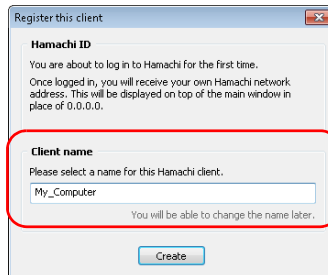 Register this client
Hamachi ID
You are about to log in to Hamachi for the first time.
Once logged in, you will receive your own Hamachi network
address. This will be displayed on top of the main window in
place of 0.0.0.0.
Client name
Please select a name for this Hamachi client.
My_Computer
You will be able to change the name later.
Create